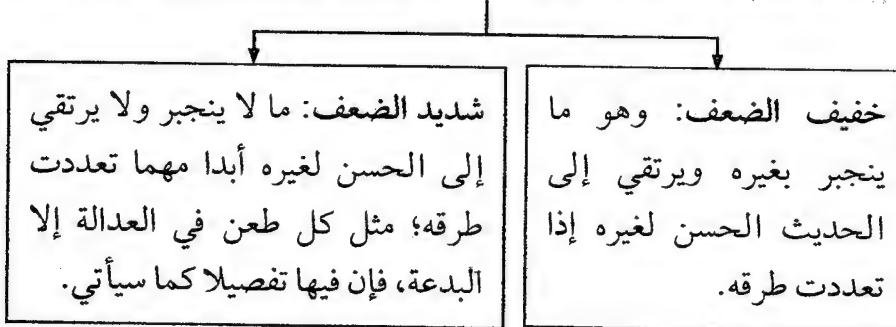 خفيف الضعف: وهو ما
ينجبر بغيره ويرتقي إلى
الحديث الحسن لغيره إذا
تعددت طرقه.
شديد الضعف: ما لا ينجبر ولا يرتقي
إلى الحسن لغيره أبدا مهما تعددت
طرقه؛ مثل كل طعن في العدالة إلا
البدعة، فإن فيها تفصيلا كما سيأتي.